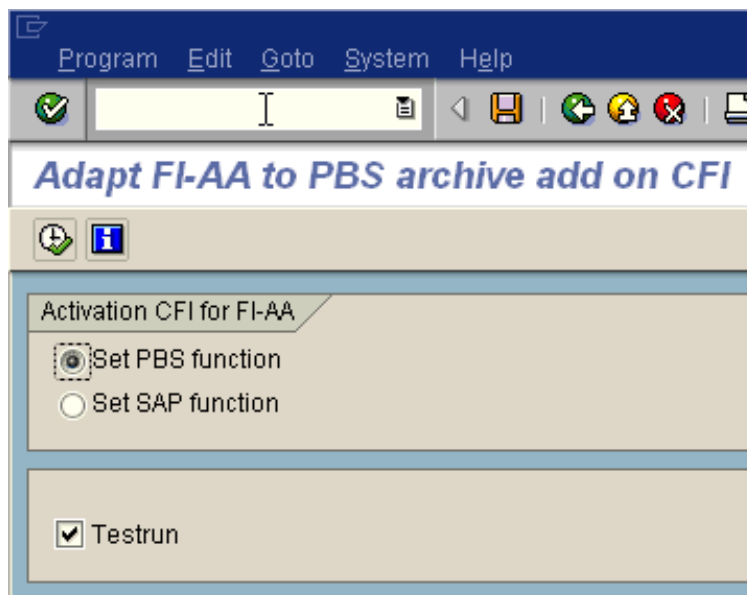 Program Edit Goto System Help
Adapt FI-AA to PBS archive add on CFI
Activation CFI for FI-AA
Set PBS function
Set SAP function
Testrun